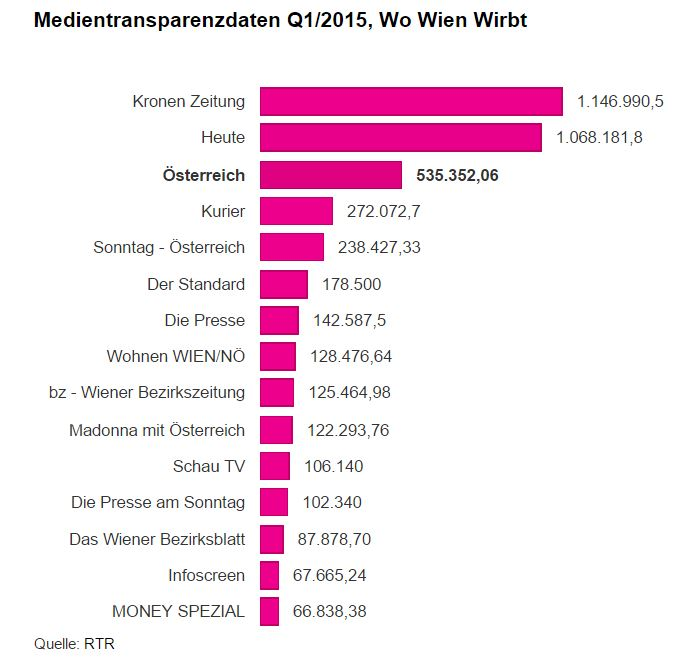 Medientransparenzdaten Q1/2015, Wo Wien Wirbt
Kronen Zeitung 1.146.990,5
Heute 1.068.181,8
Österreich 535.352,06
Kurier 272.072,7
Sonntag - Österreich 238.427,33
Der Standard 178.500
Die Presse 142.587,5
Wohnen WIEN/NÖ 128.476,64
bz - Wiener Bezirkszeitung 125.464,98
Madonna mit Österreich 122.293,76
Schau TV 106.140
Die Presse am Sonntag 102.340
Das Wiener Bezirksblatt 87.878,70
Infoscreen 67.665,24
MONEY SPEZIAL 66.838,38
Quelle: RTR